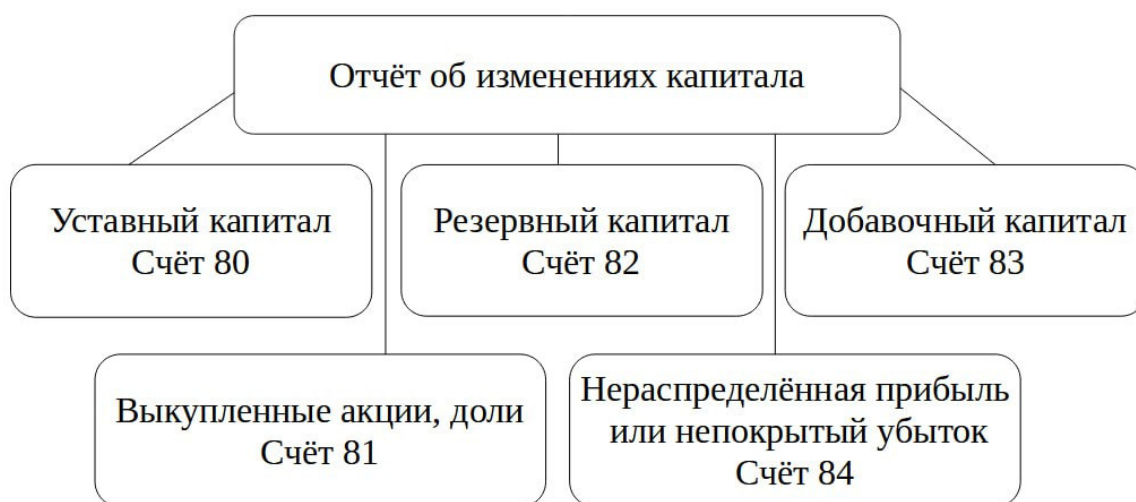 Отчёт об изменениях капитала
Уставный капитал
Счёт 80
Резервный капитал
Счёт 82
Добавочный капитал
Счёт 83
Выкупленные акции, доли
Счёт 81
Нераспределённая прибыль
или непокрытый убыток
Счёт 84